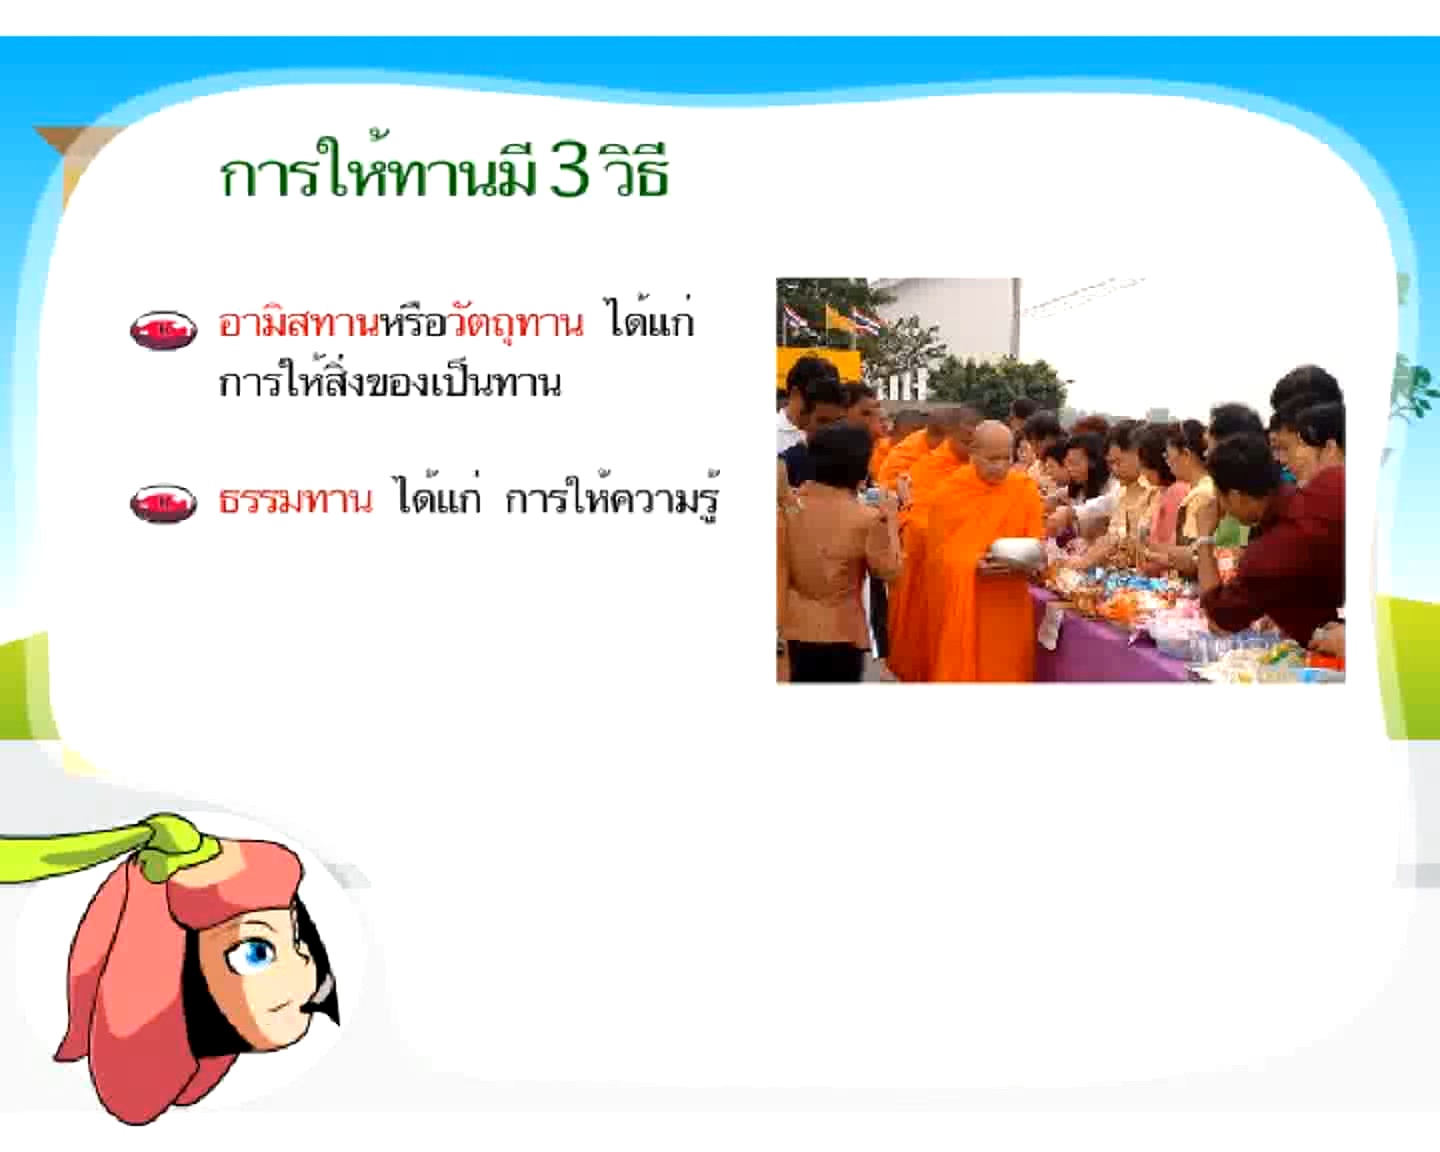 การให้ทานมี 3 วิธี
อามิสทานหรือวัตถุทาน ได้แก่
การให้สิ่งของเป็นทาน
ธรรมทาน ได้แก่ การให้ความรู้